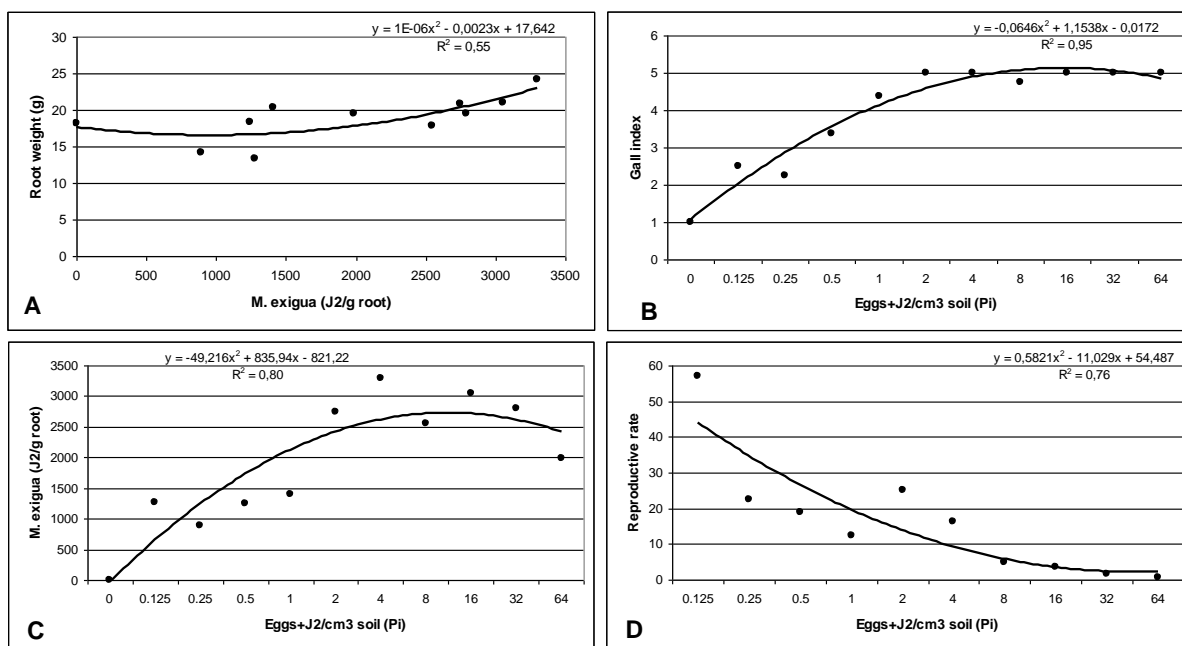 y = 1E-06x² - 0,0023x + 17,642
R² = 0,55
30
25
20
15
10
5
0
Root weight (g)
0 500 1000 1500 2000 2500 3000 3500
M. exigua (J2/g root)
A
y = -0,0646x² + 1,1538x - 0,0172
R² = 0,95
6
5
4
3
2
1
0
Gall index
0 0.125 0.25 0.5 1 2 4 8 16 32 64
Eggs+J2/cm3 soil (Pi)
B
y = -49,216x² + 835,94x - 821,22
R² = 0,80
3500
3000
2500
2000
1500
1000
500
0
M. exigua (J2/g root)
0 0.125 0.25 0.5 1 2 4 8 16 32 64
Eggs+J2/cm3 soil (Pi)
C
y = 0,5821x² - 11,029x + 54,487
R² = 0,76
60
50
40
30
20
10
0
Reproductive rate
0.125 0.25 0.5 1 2 4 8 16 32 64
Eggs+J2/cm3 soil (Pi)
D